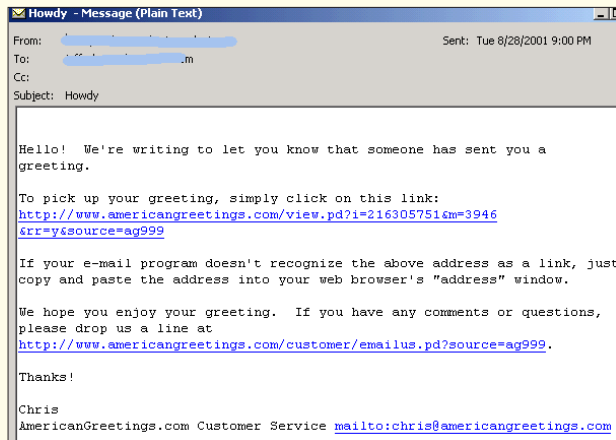 Howdy - Message (Plain Text)
From:
Sent: Tue 8/28/2001 9:00 PM
To:
Cc:
Subject: Howdy
Hello! We're writing to let you know that someone has sent you a
greeting.
To pick up your greeting, simply click on this link:
http://www.americangreetings.com/view.pd?i=216305751&m=3946
&rr=y&source=ag999
If your e-mail program doesn't recognize the above address as a link, just
copy and paste the address into your web browser's "address" window.
We hope you enjoy your greeting. If you have any comments or questions,
please drop us a line at
http://www.americangreetings.com/customer/emailus.pd?source=ag999.
Thanks!
Chris
AmericanGreetings.com Customer Service mailto:chris@americangreetings.com